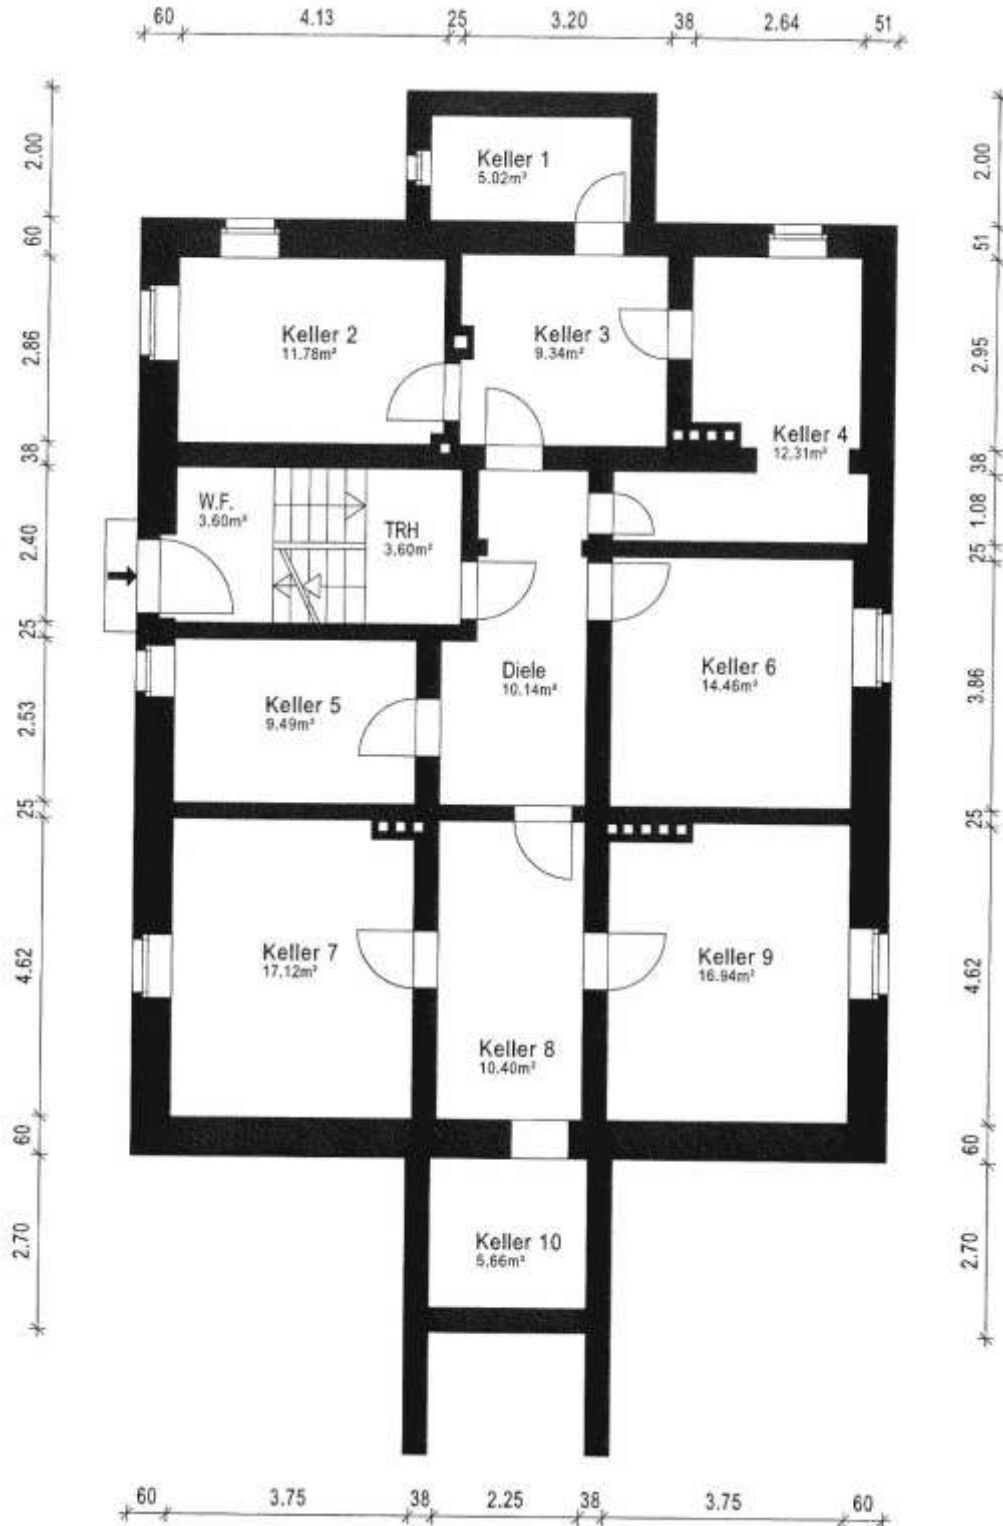 60 4.13 25 3.20 38 2.64 51
2.00
60
2.86
38
2.40
25
2.53
25
4.62
60
2.70
Keller 1
5.02m²
Keller 2
11.78m²
Keller 3
9.34m²
Keller 4
12.31m²
W.F.
3.60m²
TRH
3.60m²
Diele
10.14m²
Keller 5
9.49m²
Keller 6
14.46m²
Keller 7
17.12m²
Keller 8
10.40m²
Keller 9
16.94m²
Keller 10
5.66m²
2.00
51
2.95
38
1.08
25
3.86
25
4.62
60
2.70
60 3.75 38 2.25 38 3.75 60